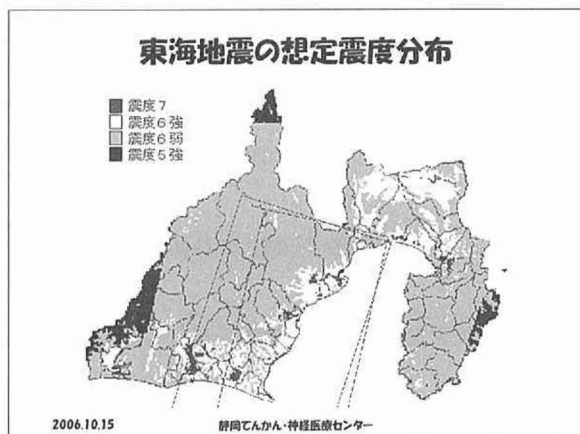 東海地震の想定震度分布
震度7
震度6強
震度6弱
震度5強
2006.10.15
静岡てんかん・神経医療センター